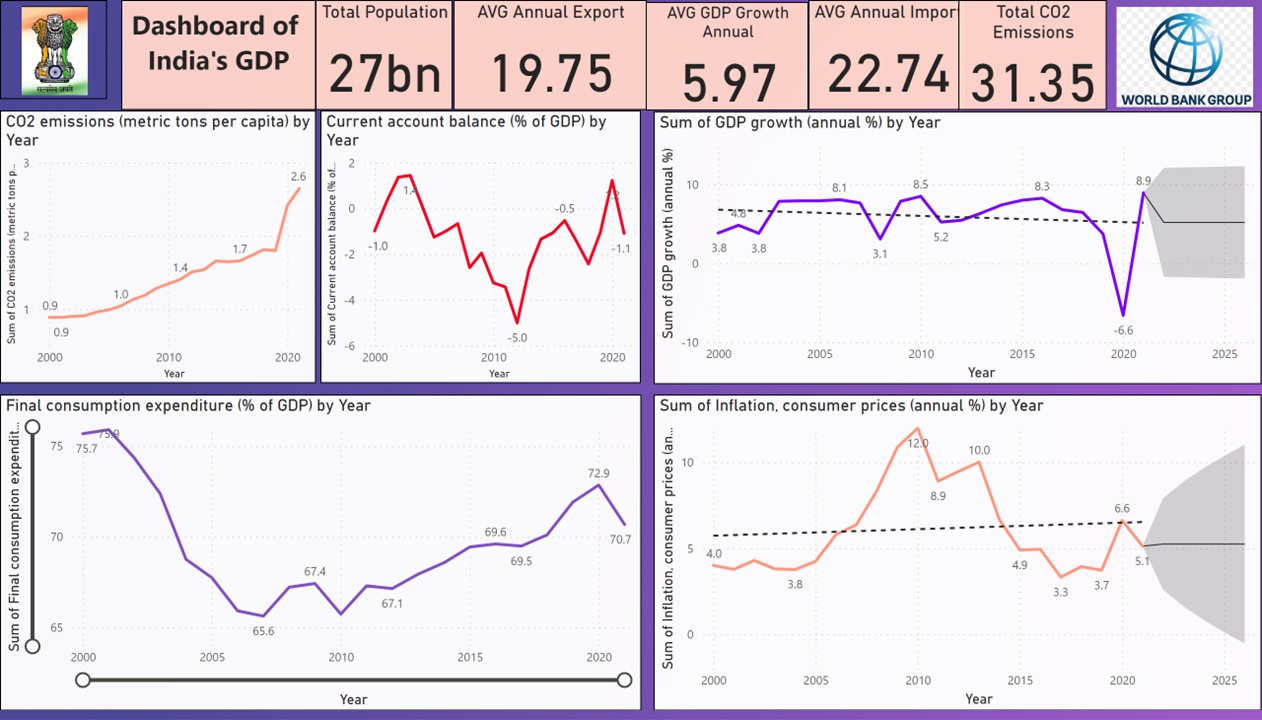 सत्यमेव जयते
Dashboard of
India's GDP
Total Population
27bn
AVG Annual Export
19.75
AVG GDP Growth
Annual
5.97
AVG Annual Impor
22.74
Total CO2
Emissions
31.35
WORLD BANK GROUP
CO2 emissions (metric tons per capita) by
Year
Sum of CO2 emissions (metric tons p...
3
2
1
0.9
0.9
1.0
1.4
1.7
2.6
2000
2010
2020
Year
Current account balance (% of GDP) by
Year
Sum of Current account balance (% of...
2
0
-2
-4
-6
-1.0
1.4
-5.0
-0.5
1.2
-1.1
2000
2010
2020
Year
Sum of GDP growth (annual %) by Year
Sum of GDP growth (annual %)
10
0
-10
3.8
4.8
3.8
8.1
3.1
8.5
5.2
8.3
-6.6
8.9
2000
2005
2010
2015
2020
2025
Year
Final consumption expenditure (% of GDP) by Year
Sum of Final consumption expendit...
75
70
65
75.7
75.9
65.6
67.4
67.1
69.6
69.5
72.9
70.7
2000
2005
2010
2015
2020
Year
Sum of Inflation, consumer prices (annual %) by Year
Sum of Inflation, consumer prices (an...
10
5
0
4.0
3.8
12.0
8.9
10.0
4.9
3.3
3.7
6.6
5.1
2000
2005
2010
2015
2020
2025
Year